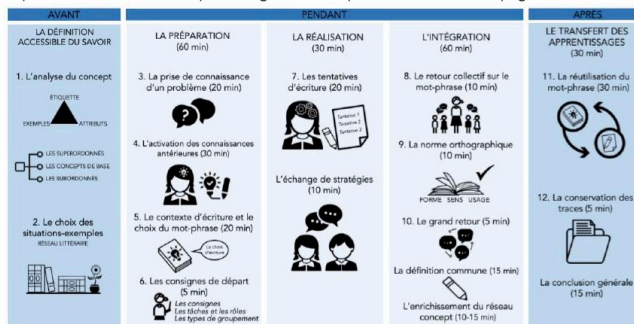 AVANT
LA DÉFINITION
ACCESSIBLE DU SAVOIR
1. L'analyse du concept
ÉTIQUETTE
EXEMPLES
ATTRIBUTS
LES SUPERORDONNÉS
LES CONCEPTS DE BASE
LES SUBORDONNÉS
2. Le choix des
situations-exemples
RÉSEAU LITTÉRAIRE
PENDANT
LA PRÉPARATION
(60 min)
3. La prise de connaissance
d'un problème (20 min)
4. L'activation des connaissances
antérieures (30 min)
5. Le contexte d'écriture et le
choix du mot-phrase (20 min)
Le choix
d'écriture
6. Les consignes de départ
(5 min)
Les consignes
Les tâches et les rôles
Les types de groupement
LA RÉALISATION
(30 min)
7. Les tentatives
d'écriture (20 min)
Tentative 1
Tentative 2
Tentative 3
L'échange de stratégies
(10 min)
L'INTÉGRATION
(60 min)
8. Le retour collectif sur le
mot-phrase (10 min)
9. La norme orthographique
(10 min)
FORME SENS USAGE
10. Le grand retour (5 min)
La définition commune (15 min)
L'enrichissement du réseau
concept (10-15 min)
APRÈS
LE TRANSFERT DES
APPRENTISSAGES
(30 min)
11. La réutilisation du
mot-phrase (30 min)
12. La conservation des
traces (5 min)
La conclusion générale
(15 min)